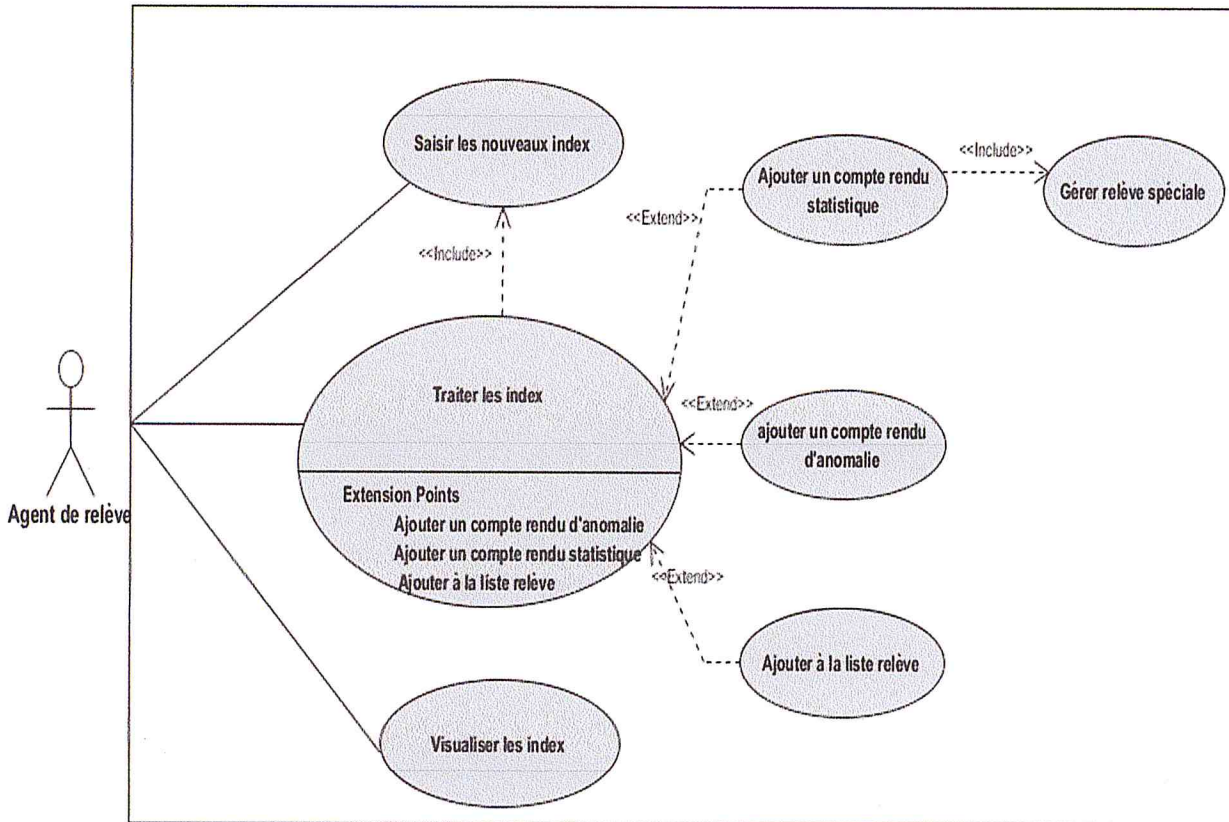 Saisir les nouveaux index
<<Include>>
Ajouter un compte rendu
statistique
<<Include>>
Gérer relève spéciale
<<Extend>>
Traiter les index
Extension Points
Ajouter un compte rendu d'anomalie
Ajouter un compte rendu statistique
Ajouter à la liste relève
<<Extend>>
ajouter un compte rendu
d'anomalie
<<Extend>>
Ajouter à la liste relève
Agent de relève
Visualiser les index